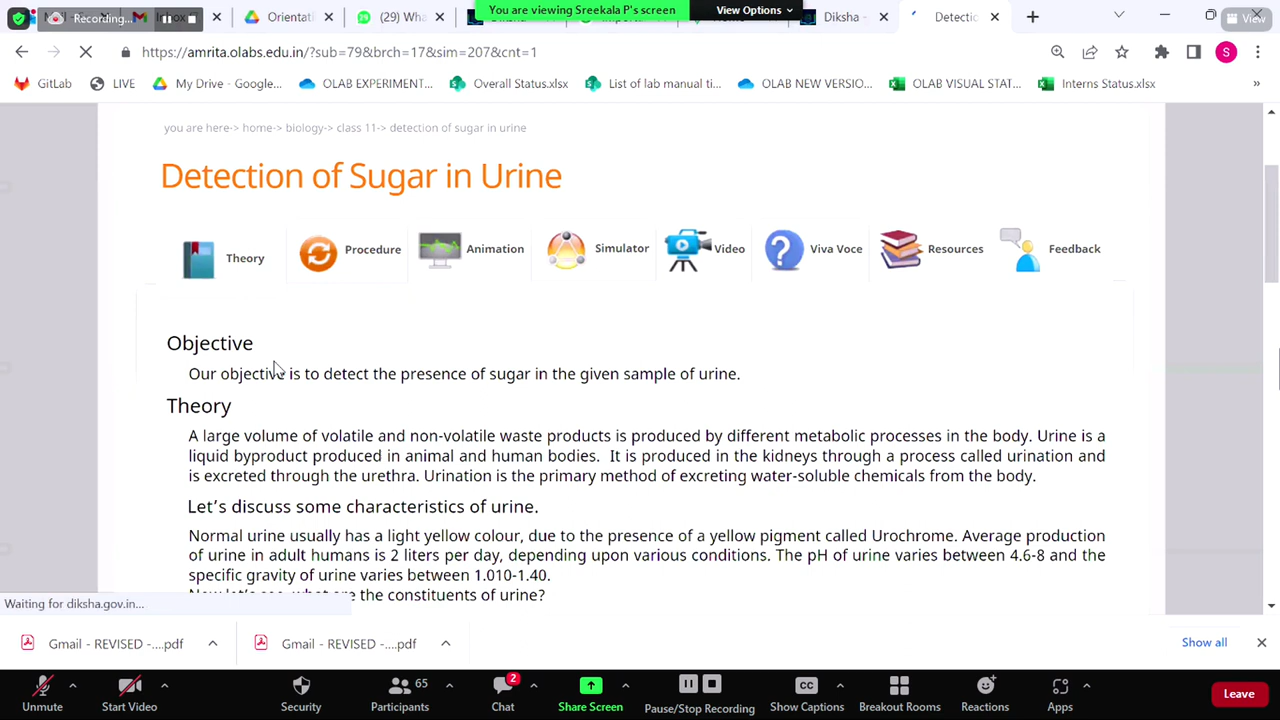 Recording...
Inbox
Orientati
(29) Wha
You are viewing Sreekala P's screen
View Options
Diksha -
Detectio
View
https://amrita.olabs.edu.in/?sub=79&brch=17&sim=207&cnt=1
S
GitLab
LIVE
My Drive - Google...
OLAB EXPERIMENT...
Overall Status.xlsx
List of lab manual ti...
OLAB NEW VERSIO...
OLAB VISUAL STAT...
Interns Status.xlsx
»
you are here-> home-> biology-> class 11-> detection of sugar in urine
Detection of Sugar in Urine
Theory
Procedure
Animation
Simulator
Video
Viva Voce
Resources
Feedback
Objective
Our objective is to detect the presence of sugar in the given sample of urine.
Theory
A large volume of volatile and non-volatile waste products is produced by different metabolic processes in the body. Urine is a
liquid byproduct produced in animal and human bodies. It is produced in the kidneys through a process called urination and
is excreted through the urethra. Urination is the primary method of excreting water-soluble chemicals from the body.
Let's discuss some characteristics of urine.
Normal urine usually has a light yellow colour, due to the presence of a yellow pigment called Urochrome. Average production
of urine in adult humans is 2 liters per day, depending upon various conditions. The pH of urine varies between 4.6-8 and the
specific gravity of urine varies between 1.010-1.40.
Now let's see, what are the constituents of urine?
Waiting for diksha.gov.in...
Gmail - REVISED -....pdf
Gmail - REVISED -....pdf
Show all
Unmute
Start Video
Security
65
Participants
2
Chat
Share Screen
Pause/Stop Recording
CC
Show Captions
Breakout Rooms
Reactions
Apps
Leave